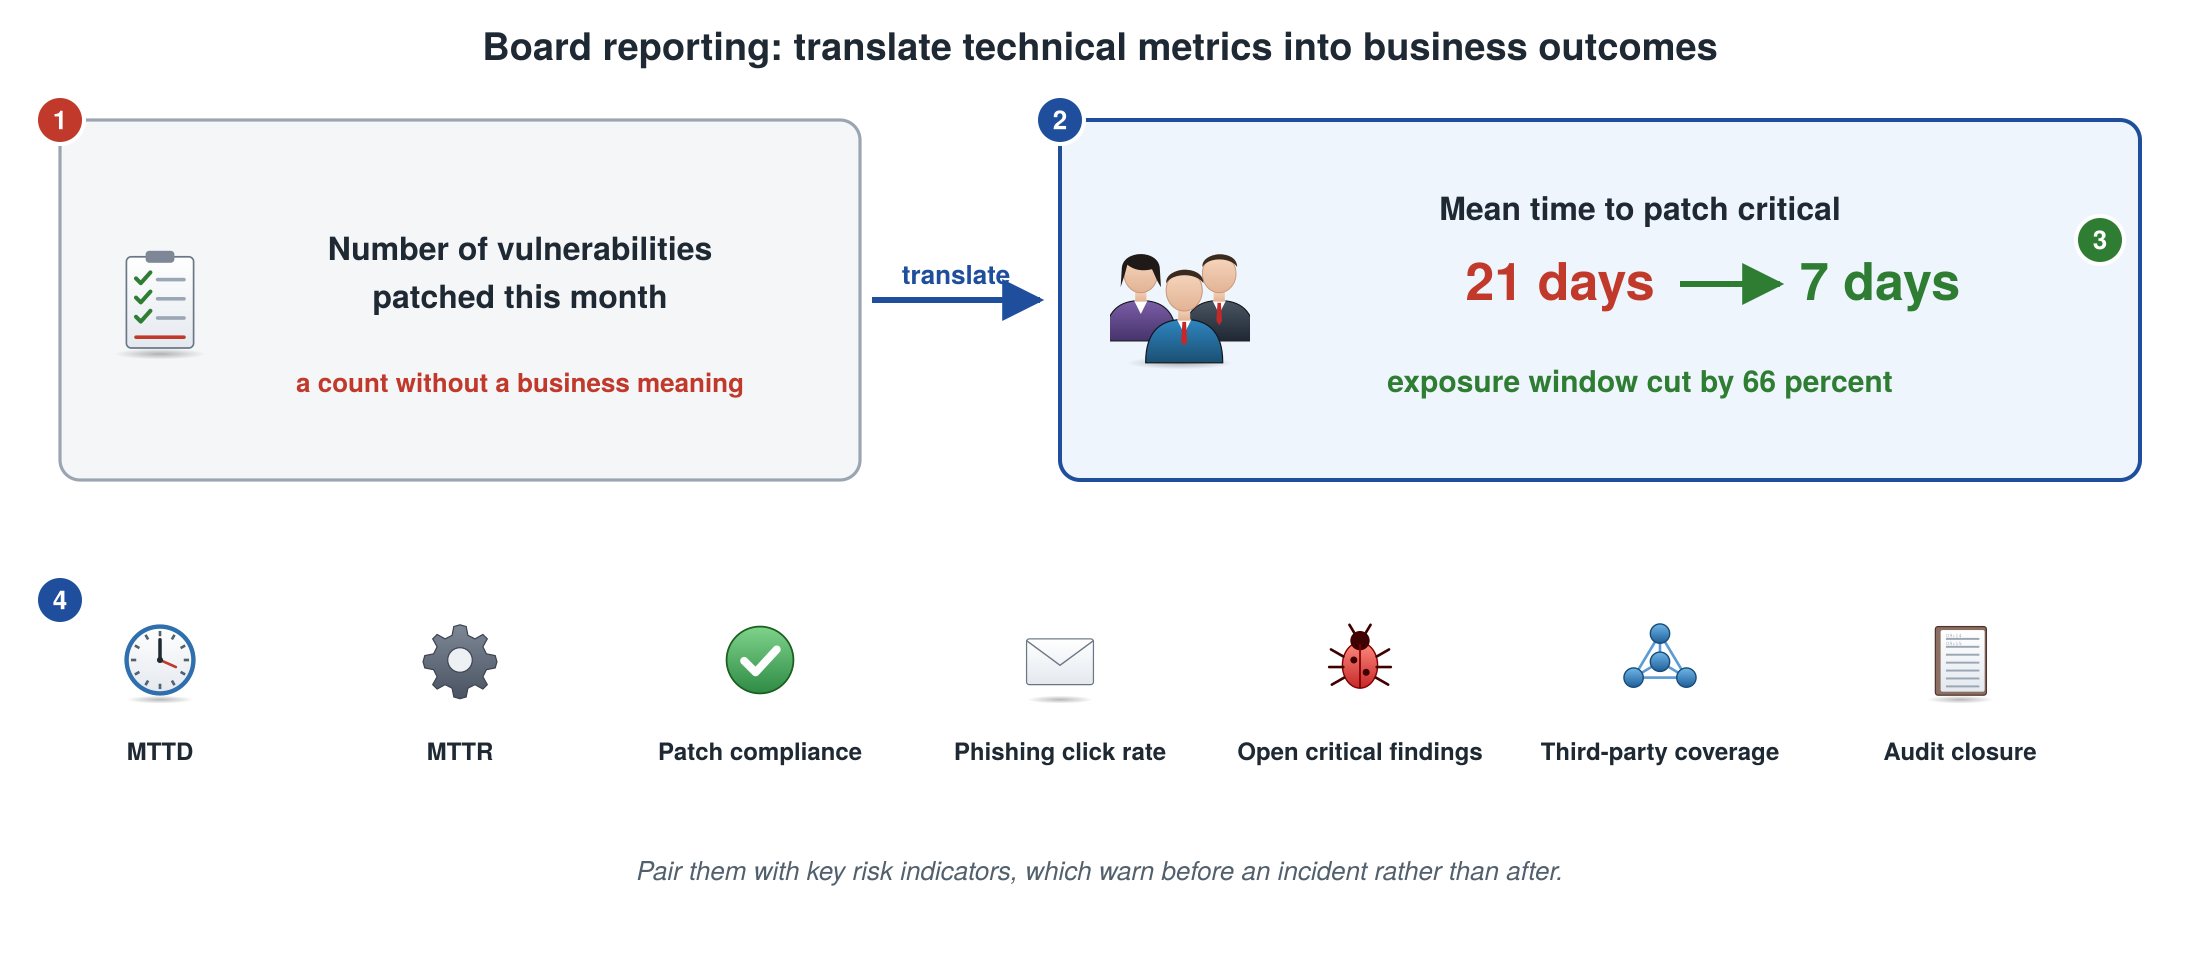 Board reporting: translate technical metrics into business outcomes
1
Number of vulnerabilities
patched this month
a count without a business meaning
translate
2
Mean time to patch critical
21 days
7 days
3
exposure window cut by 66 percent
4
MTTD
MTTR
Patch compliance
Phishing click rate
Open critical findings
Third-party coverage
Audit closure
Pair them with key risk indicators, which warn before an incident rather than after.